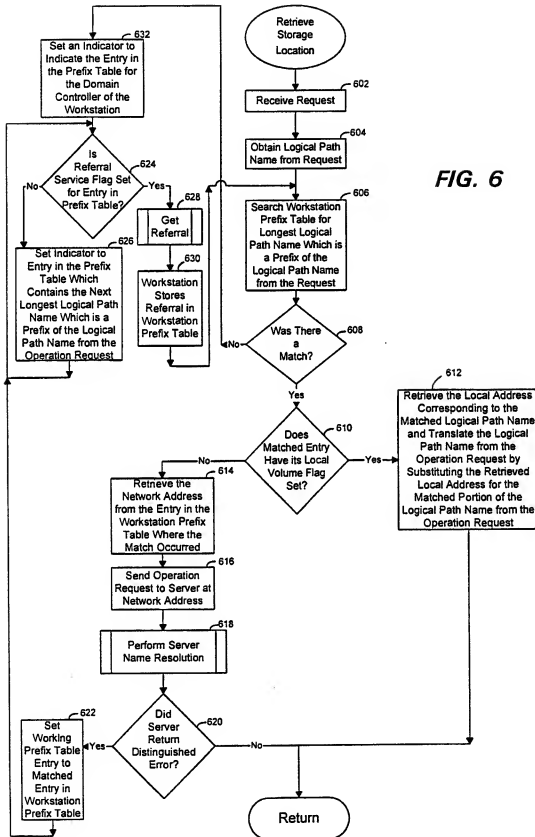 Retrieve
Storage
Location
602
Receive Request
604
Obtain Logical Path
Name from Request
606
Search Workstation
Prefix Table for
Longest Logical
Path Name Which is
a Prefix of the
Logical Path Name
from the Request
608
Was There
a
Match?
No
Yes
610
Does
Matched Entry
Have its Local
Volume Flag
Set?
No
Yes
612
Retrieve the Local Address
Corresponding to the
Matched Logical Path Name
and Translate the Logical
Path Name from the
Operation Request by
Substituting the Retrieved
Local Address for the
Matched Portion of the
Logical Path Name from the
Operation Request
614
Retrieve the
Network Address
from the Entry in the
Workstation Prefix
Table Where the
Match Occurred
616
Send Operation
Request to Server at
Network Address
618
Perform Server
Name Resolution
620
Did
Server
Return
Distinguished
Error?
Yes
No
622
Set
Working
Prefix Table
Entry to
Matched
Entry in
Workstation
Prefix Table
Return
632
Set an Indicator to
Indicate the Entry in
the Prefix Table for
the Domain
Controller of the
Workstation
624
Is
Referral
Service Flag Set
for Entry in
Prefix Table?
No
Yes
626
Set Indicator to
Entry in the Prefix
Table Which
Contains the Next
Longest Logical Path
Name Which is a
Prefix of the Logical
Path Name from the
Operation Request
628
Get
Referral
630
Workstation
Stores
Referral in
Workstation
Prefix Table
FIG. 6